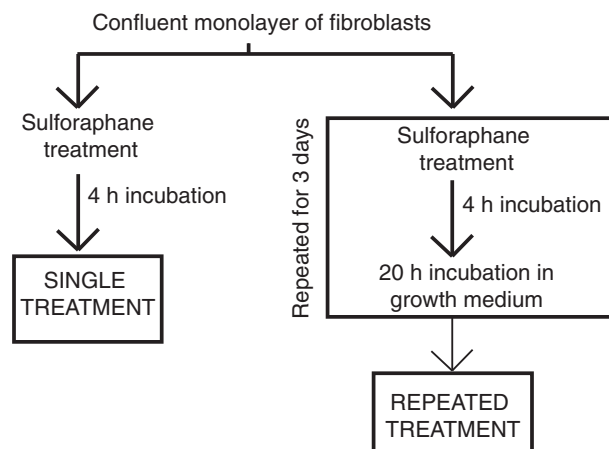 Confluent monolayer of fibroblasts
Sulforaphane
treatment
4 h incubation
SINGLE
TREATMENT
Repeated for 3 days
Sulforaphane
treatment
4 h incubation
20 h incubation in
growth medium
REPEATED
TREATMENT